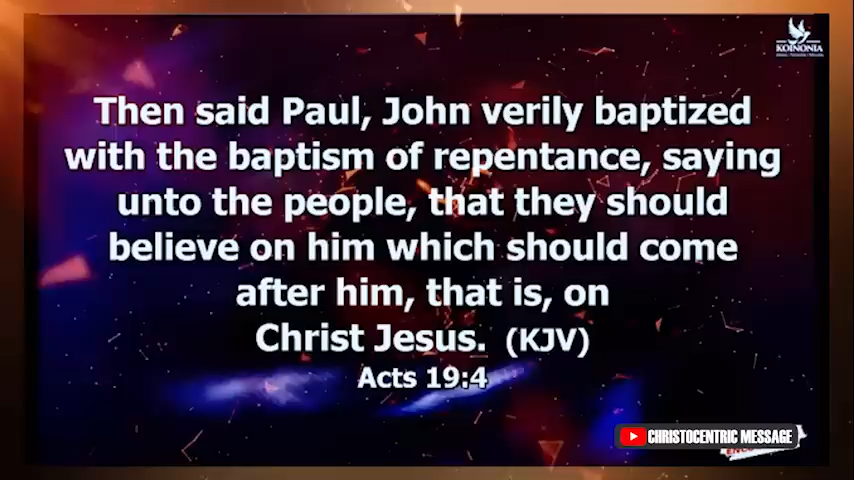 KOINONIA
Then said Paul, John verily baptized
with the baptism of repentance, saying
unto the people, that they should
believe on him which should come
after him, that is, on
Christ Jesus. (KJV)
Acts 19:4
CHRISTOCENTRIC MESSAGE